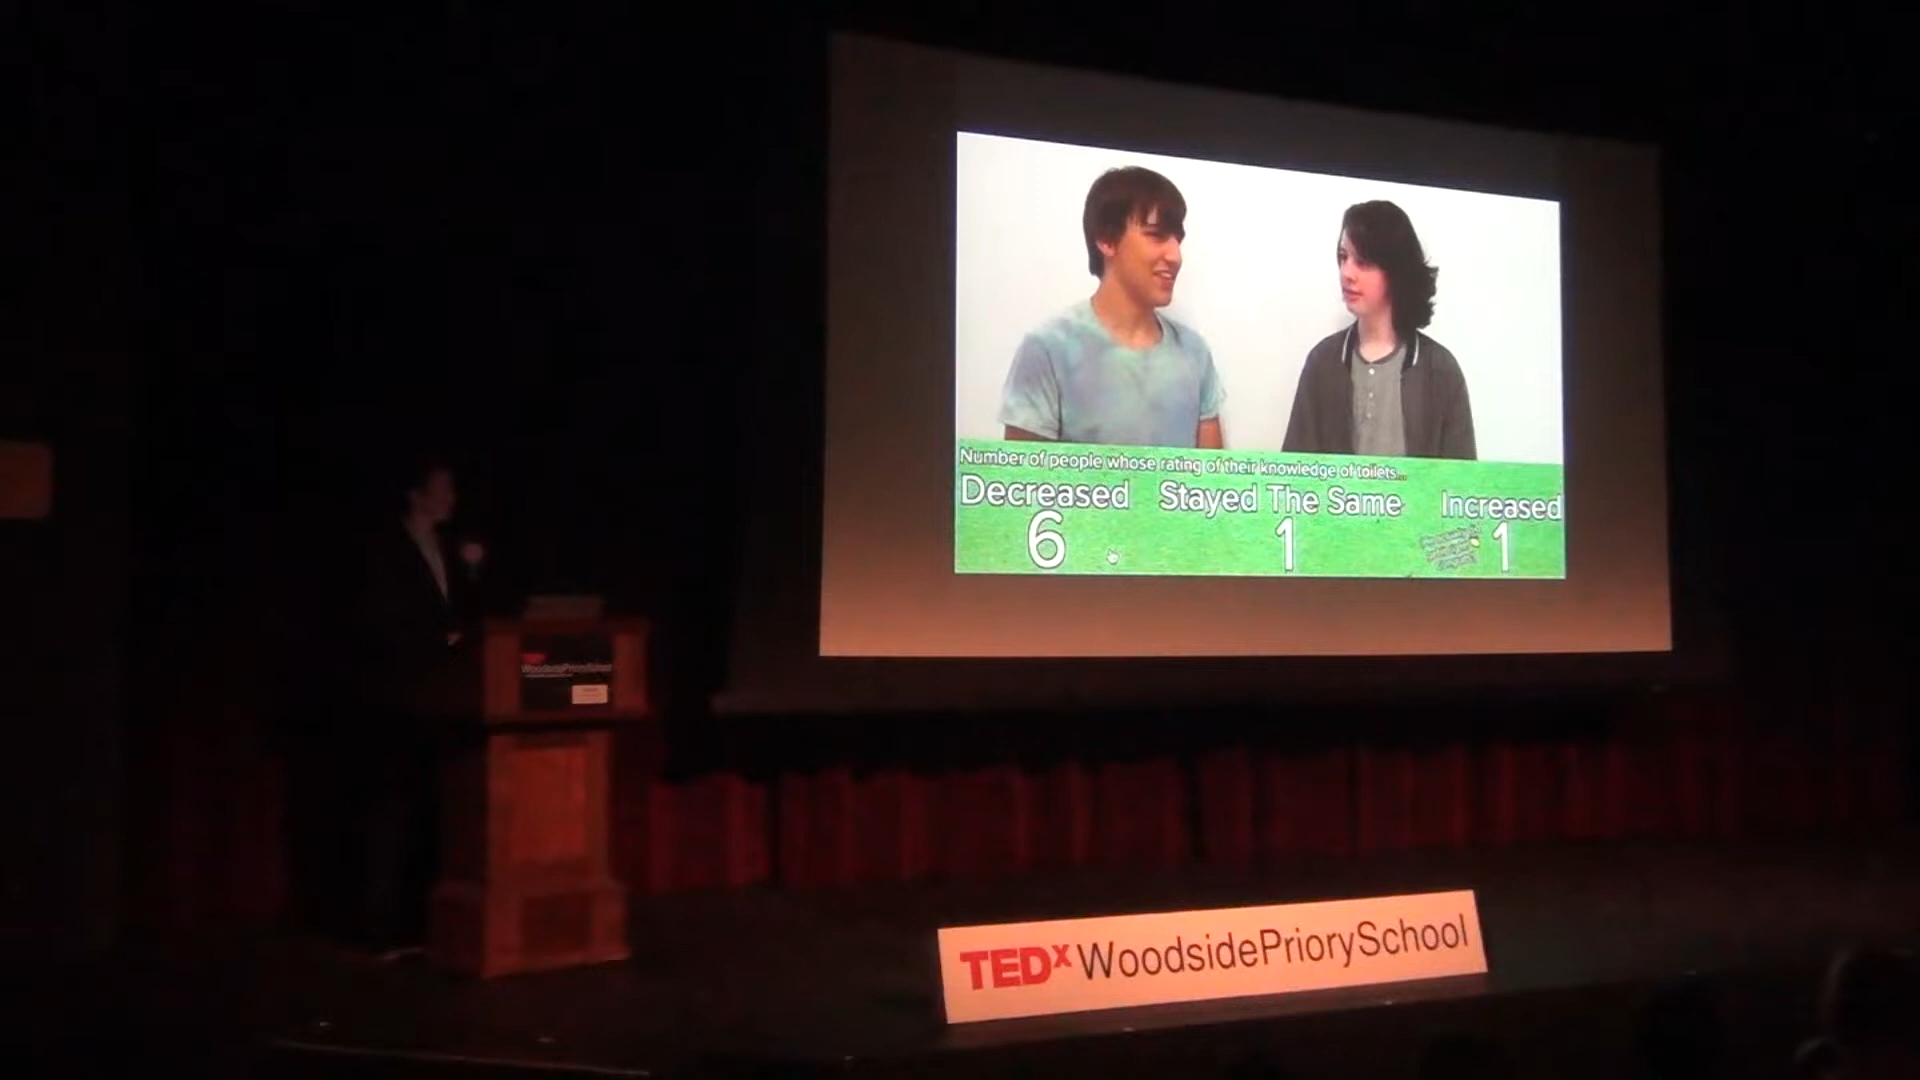 Number of people whose rating of their knowledge of toilets...
Decreased Stayed The Same Increased
6 1 1
TEDx
WoodsidePriorySchool
TEDxWoodsidePriorySchool